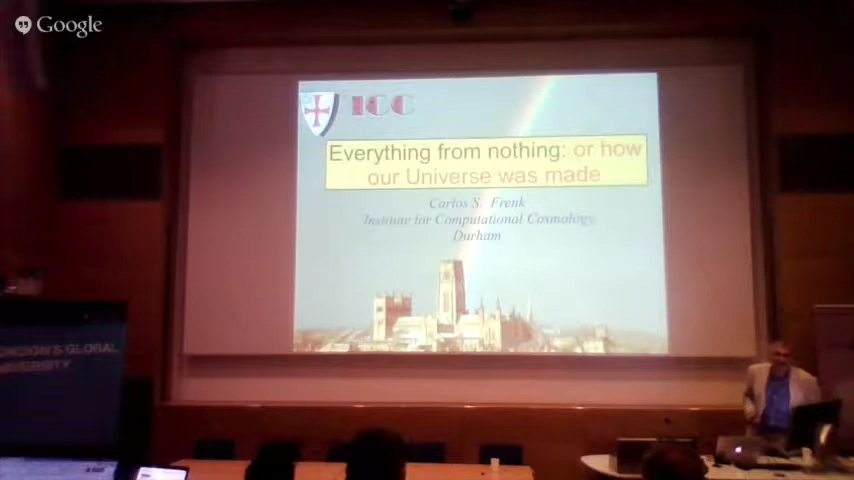 Google
ICC
Everything from nothing: or how
our Universe was made
Carlos S. Frenk
Institute for Computational Cosmology,
Durham
LONDON'S GLOBAL
UNIVERSITY